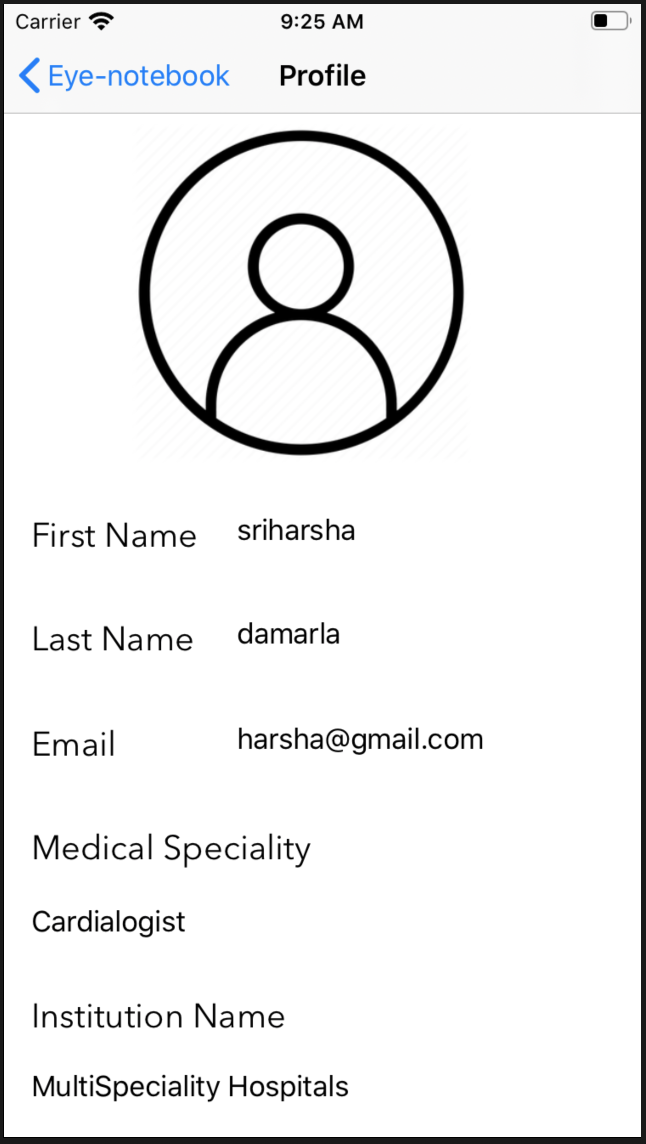 Carrier 9:25 AM
Eye-notebook Profile
First Name sriharsha
Last Name damarla
Email harsha@gmail.com
Medical Speciality
Cardialogist
Institution Name
MultiSpeciality Hospitals